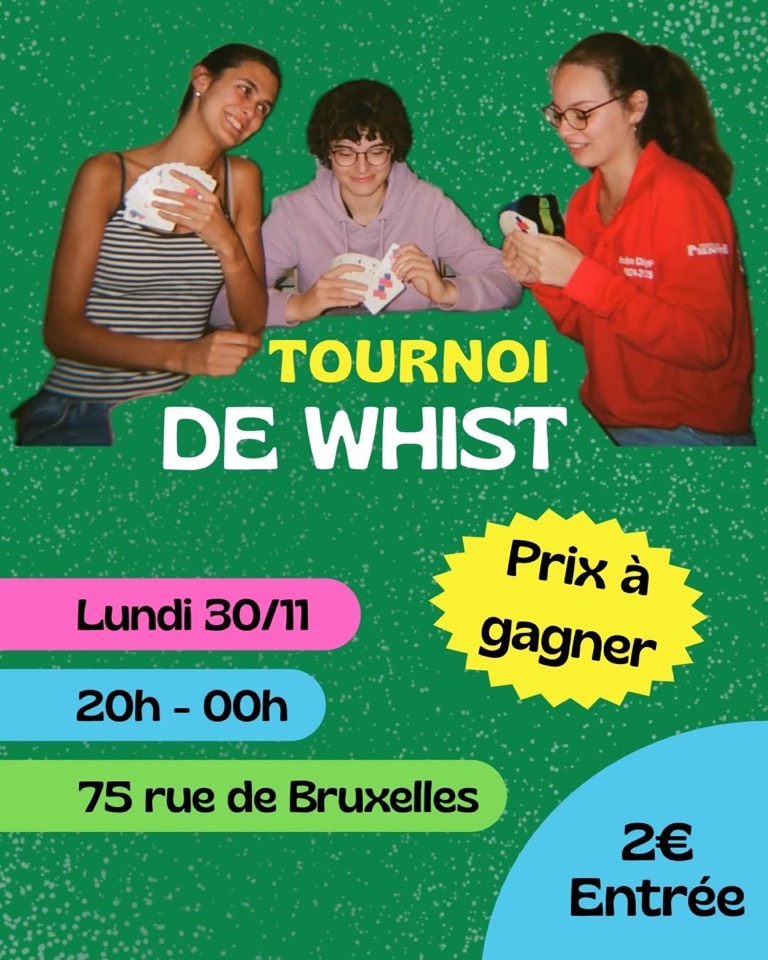 TOURNOI
DE WHIST
Prix à
gagner
Lundi 30/11
20h - 00h
75 rue de Bruxelles
2€
Entrée